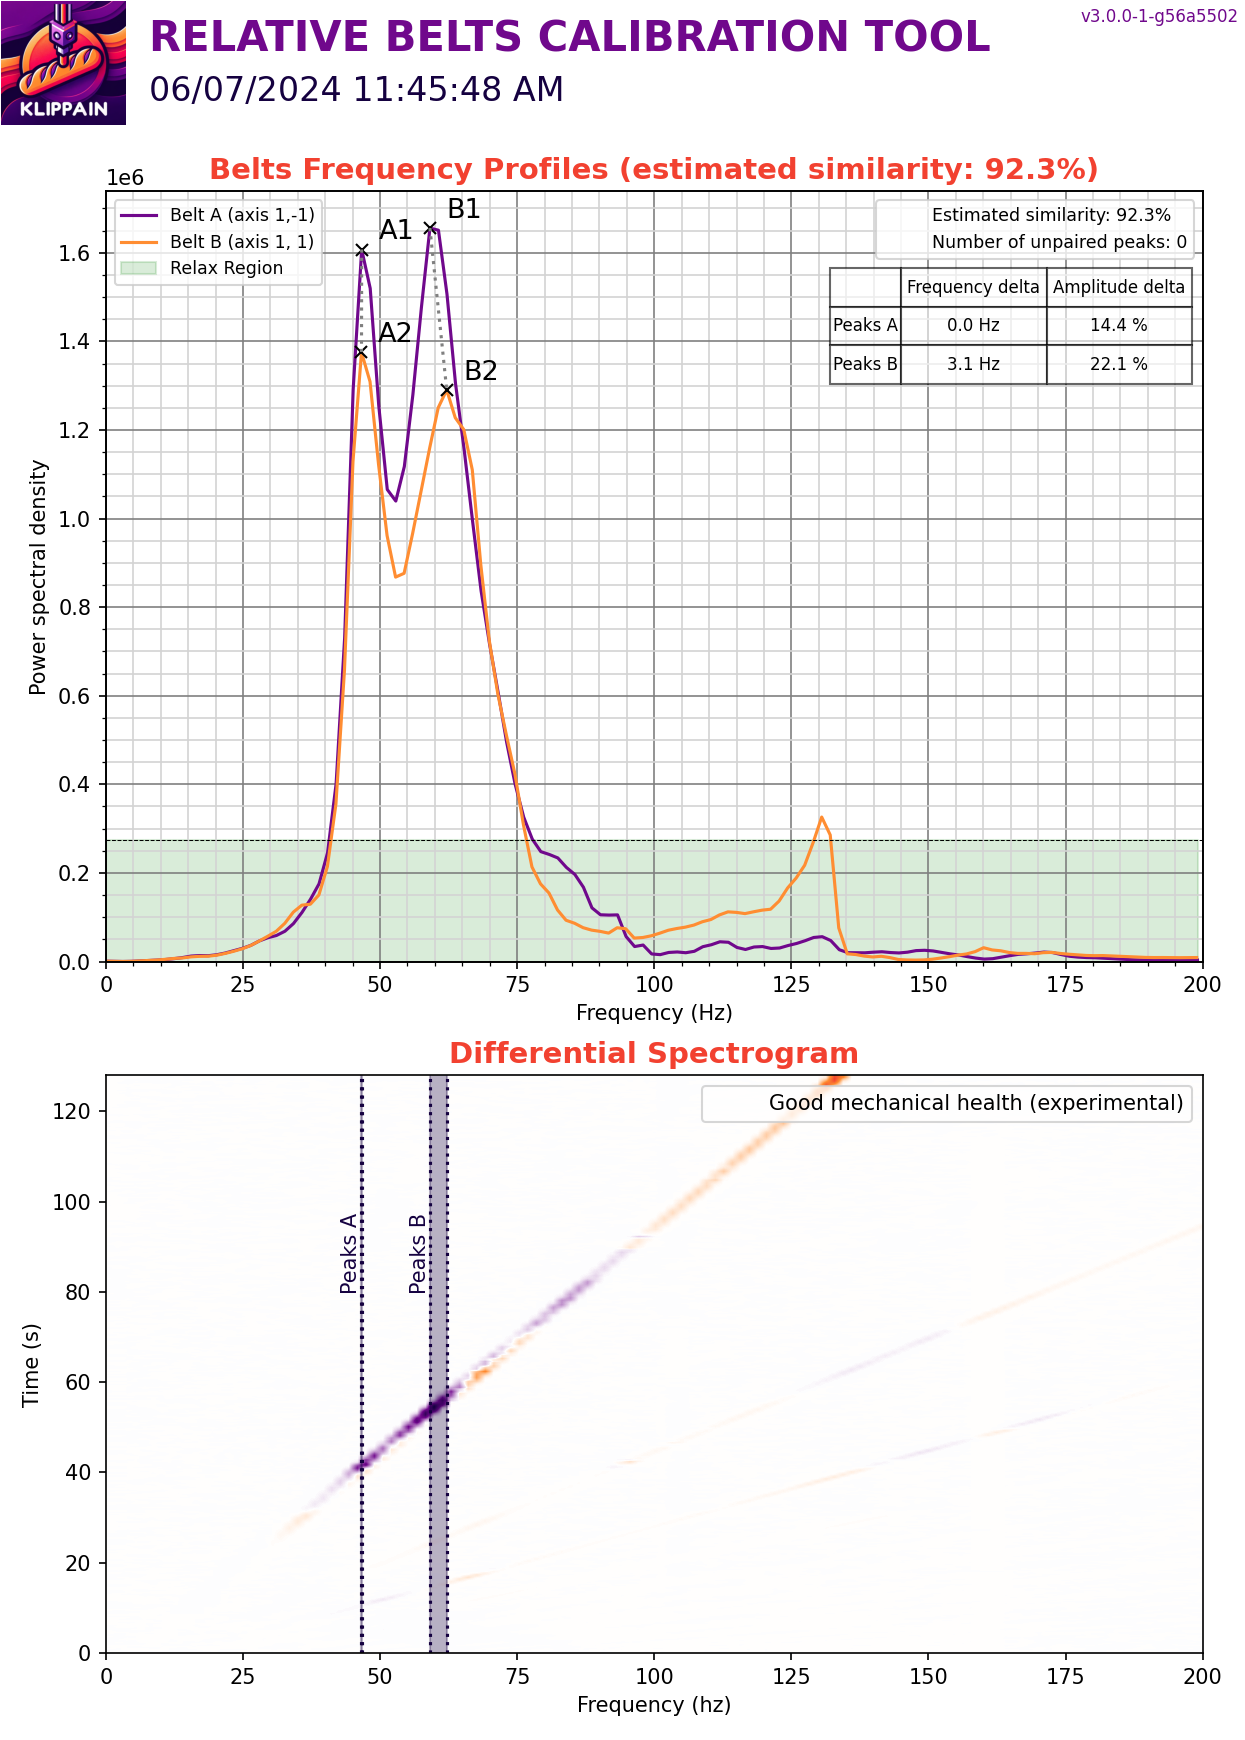 KLIPPAIN
RELATIVE BELTS CALIBRATION TOOL
v3.0.0-1-g56a5502
06/07/2024 11:45:48 AM
Belts Frequency Profiles (estimated similarity: 92.3%)
1e6
Belt A (axis 1,-1)
Belt B (axis 1, 1)
Relax Region
Estimated similarity: 92.3%
Number of unpaired peaks: 0
Frequency delta Amplitude delta
Peaks A 0.0 Hz 14.4 %
Peaks B 3.1 Hz 22.1 %
A1
B1
A2
B2
Power spectral density
1.6
1.4
1.2
1.0
0.8
0.6
0.4
0.2
0.0
0 25 50 75 100 125 150 175 200
Frequency (Hz)
Differential Spectrogram
Good mechanical health (experimental)
Peaks A
Peaks B
Time (s)
120
100
80
60
40
20
0
0 25 50 75 100 125 150 175 200
Frequency (hz)